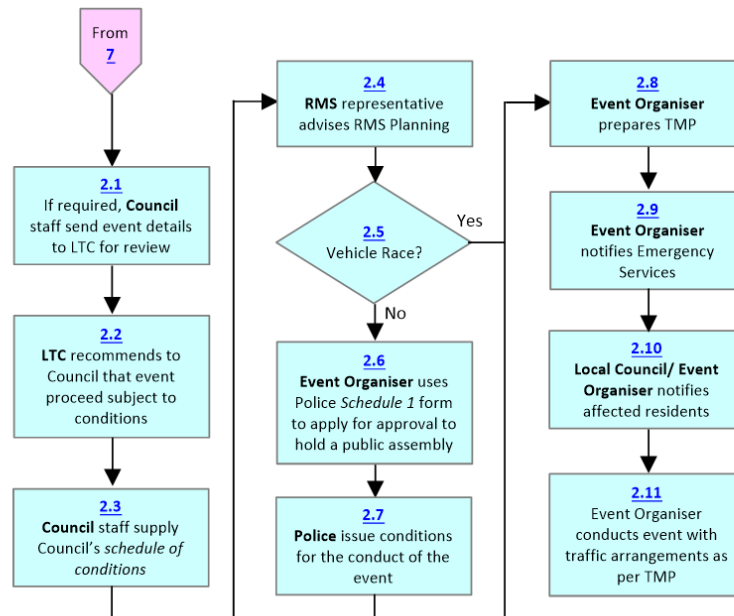 From
7
2.1
If required, Council
staff send event details
to LTC for review
2.2
LTC recommends to
Council that event
proceed subject to
conditions
2.3
Council staff supply
Council's schedule of
conditions
2.4
RMS representative
advises RMS Planning
2.5
Vehicle Race?
Yes
No
2.6
Event Organiser uses
Police Schedule 1 form
to apply for approval to
hold a public assembly
2.7
Police issue conditions
for the conduct of the
event
2.8
Event Organiser
prepares TMP
2.9
Event Organiser
notifies Emergency
Services
2.10
Local Council/ Event
Organiser notifies
affected residents
2.11
Event Organiser
conducts event with
traffic arrangements as
per TMP